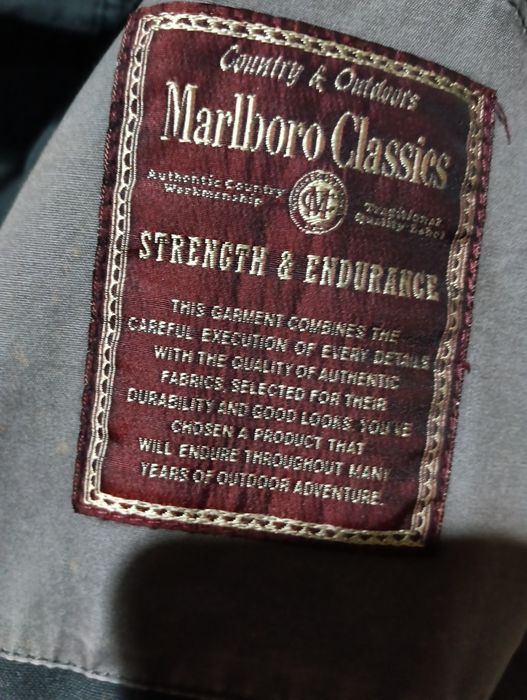 Country & Outdoors
Marlboro Classics
Authentic Country
Workmanship
CM
Traditional
Quality Label
STRENGTH & ENDURANCE
THIS GARMENT COMBINES THE
CAREFUL EXECUTION OF EVERY DETAILS
WITH THE QUALITY OF AUTHENTIC
FABRICS, SELECTED FOR THEIR
DURABILITY AND GOOD LOOKS. YOU'VE
CHOSEN A PRODUCT THAT
WILL ENDURE THROUGHOUT MANY
YEARS OF OUTDOOR ADVENTURE.